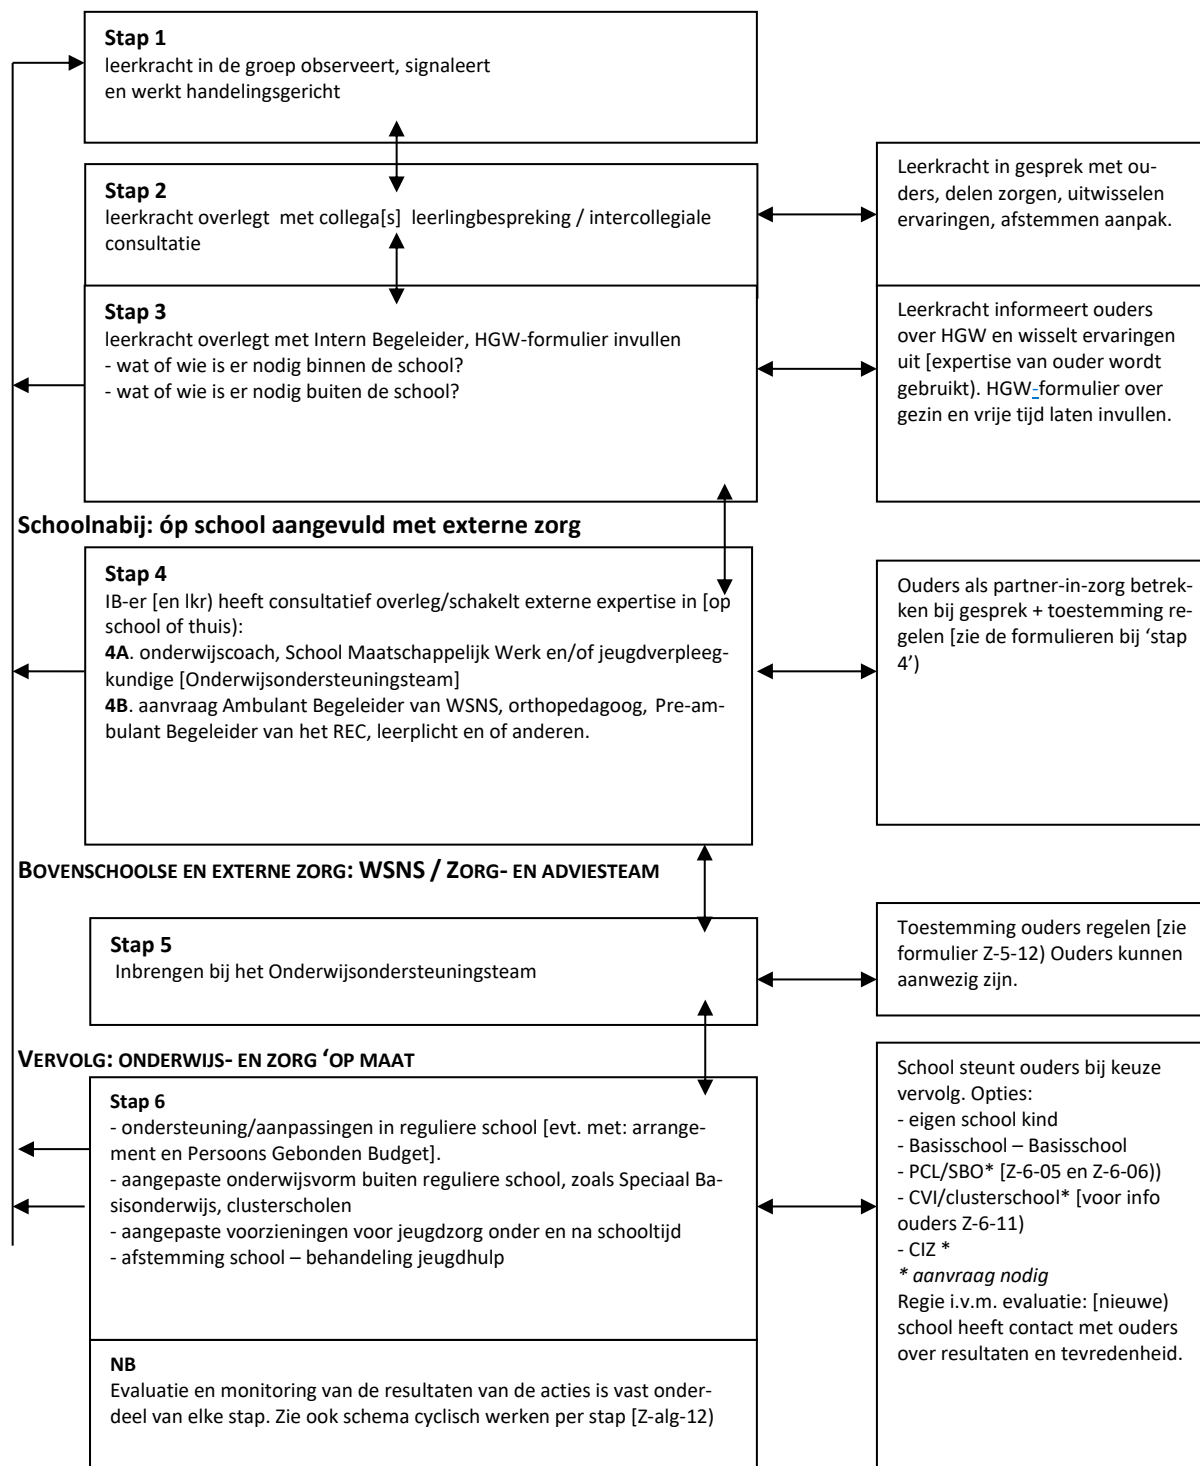 Stap 1
leerkracht in de groep observeert, signaleert
en werkt handelingsgericht
Stap 2
leerkracht overlegt met collega[s] leerlingbespreking / intercollegiale
consultatie
Leerkracht in gesprek met ou-
ders, delen zorgen, uitwisselen
ervaringen, afstemmen aanpak.
Stap 3
leerkracht overlegt met Intern Begeleider, HGW-formulier invullen
- wat of wie is er nodig binnen de school?
- wat of wie is er nodig buiten de school?
Leerkracht informeert ouders
over HGW en wisselt ervaringen
uit [expertise van ouder wordt
gebruikt). HGW-formulier over
gezin en vrije tijd laten invullen.
Schoolnabij: óp school aangevuld met externe zorg
Stap 4
IB-er [en lkr) heeft consultatief overleg/schakelt externe expertise in [op
school of thuis):
4A. onderwijscoach, School Maatschappelijk Werk en/of jeugdverpleeg-
kundige [Onderwijsondersteuningsteam]
4B. aanvraag Ambulant Begeleider van WSNS, orthopedagoog, Pre-am-
bulant Begeleider van het REC, leerplicht en of anderen.
Ouders als partner-in-zorg betrek-
ken bij gesprek + toestemming re-
gelen [zie de formulieren bij ‘stap
4’)
BOVENSCHOOLSE EN EXTERNE ZORG: WSNS / ZORG- EN ADVIESTEAM
Stap 5
Inbrengen bij het Onderwijsondersteuningsteam
Toestemming ouders regelen [zie
formulier Z-5-12) Ouders kunnen
aanwezig zijn.
VERVOLG: ONDERWIJS- EN ZORG ‘OP MAAT
Stap 6
- ondersteuning/aanpassingen in reguliere school [evt. met: arrange-
ment en Persoons Gebonden Budget].
- aangepaste onderwijsvorm buiten reguliere school, zoals Speciaal Ba-
sisonderwijs, clusterscholen
- aangepaste voorzieningen voor jeugdzorg onder en na schooltijd
- afstemming school – behandeling jeugdhulp
School steunt ouders bij keuze
vervolg. Opties:
- eigen school kind
- Basisschool – Basisschool
- PCL/SBO* [Z-6-05 en Z-6-06))
- CVI/clusterschool* [voor info
ouders Z-6-11)
- CIZ *
* aanvraag nodig
Regie i.v.m. evaluatie: [nieuwe)
school heeft contact met ouders
over resultaten en tevredenheid.
NB
Evaluatie en monitoring van de resultaten van de acties is vast onder-
deel van elke stap. Zie ook schema cyclisch werken per stap [Z-alg-12)